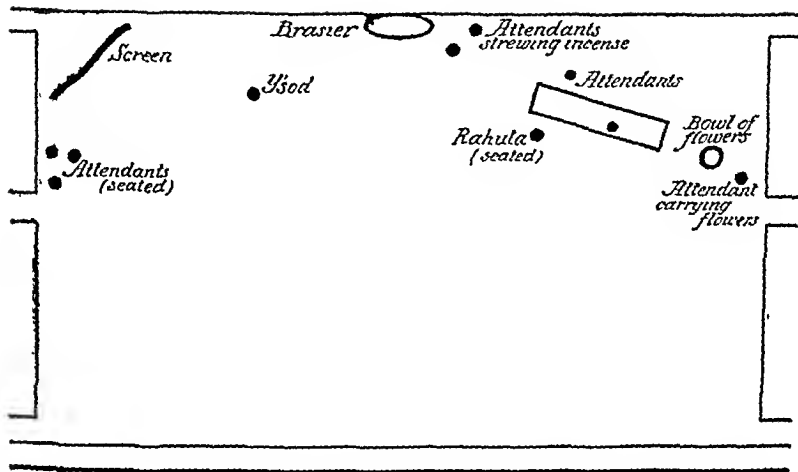 Screen
Brasier
Attendants
strewing incense
Y'sod
Attendants
Rahula
(seated)
Bowl of
flowers
Attendants
(seated)
Attendant
carrying
flowers